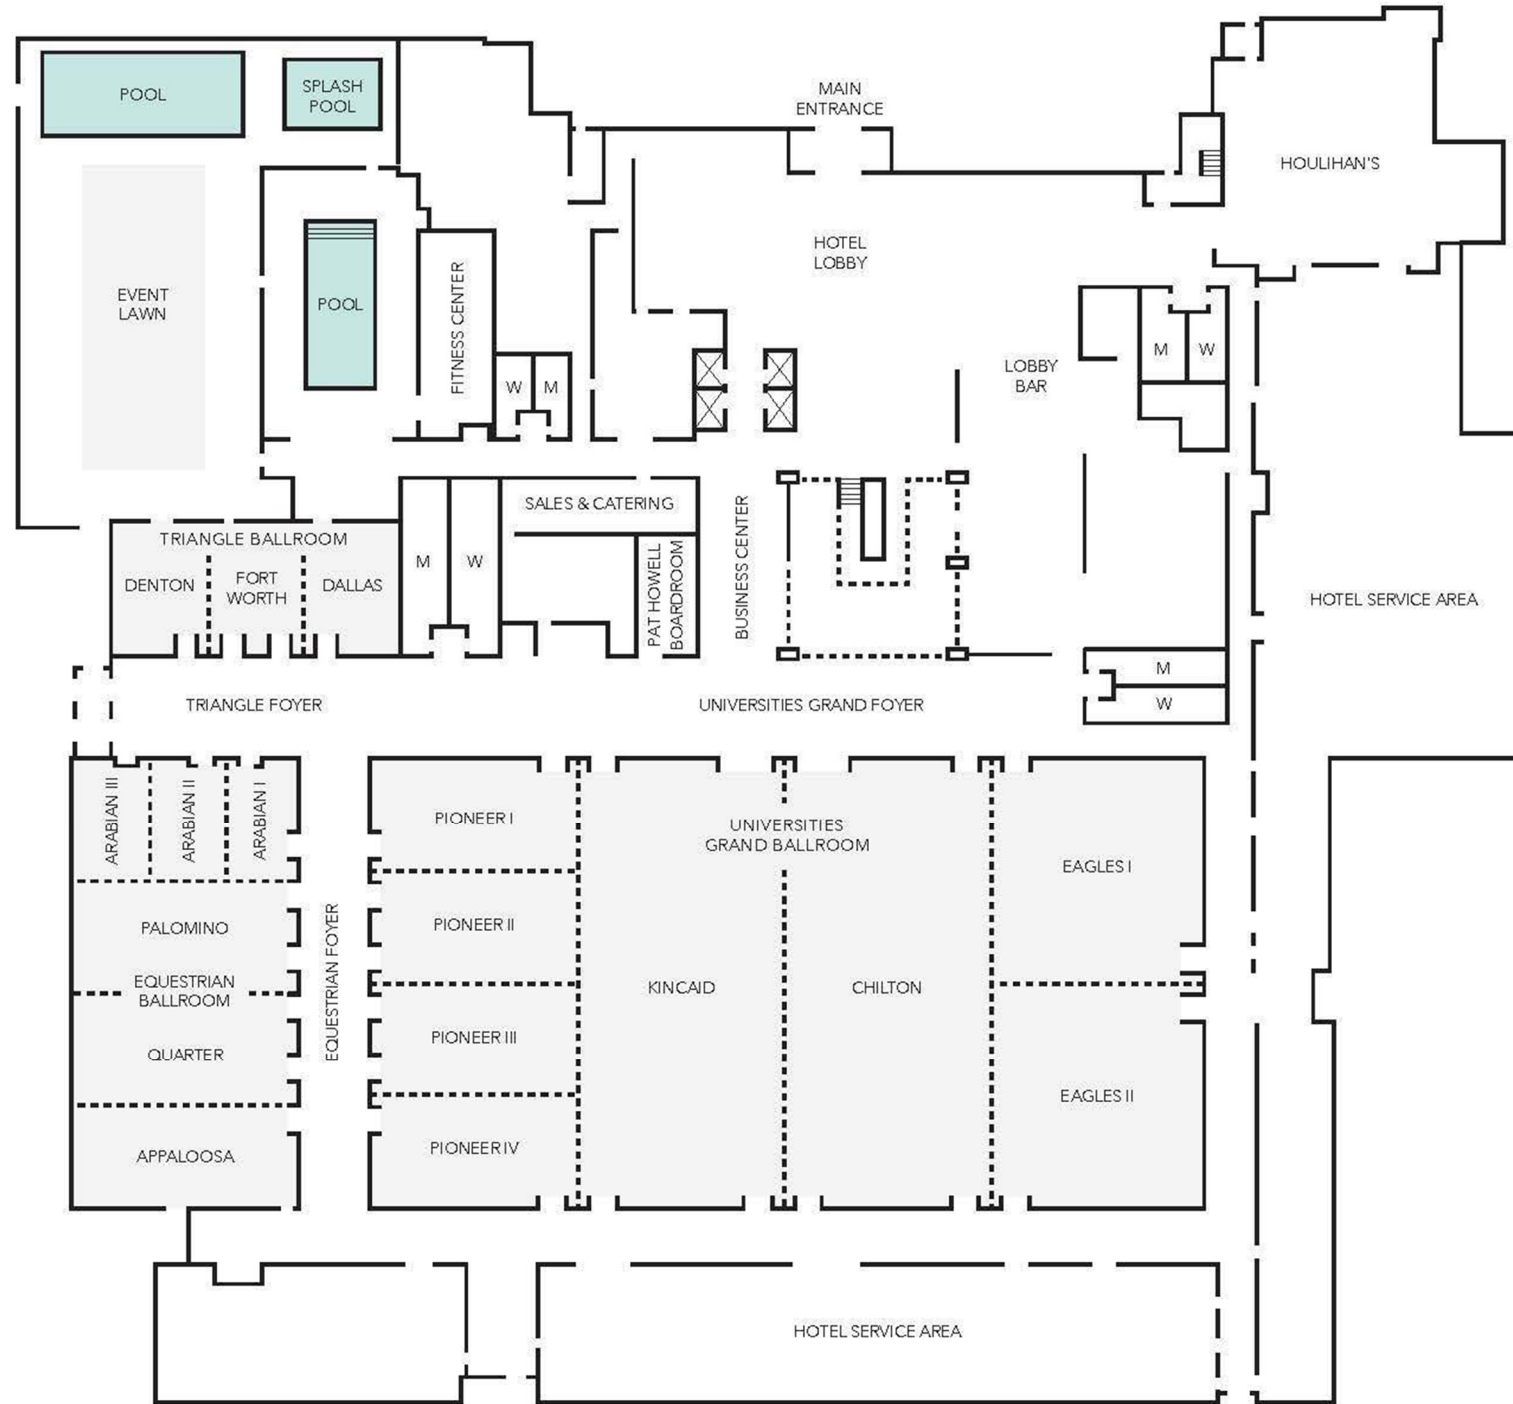 POOL
SPLASH
POOL
MAIN
ENTRANCE
HOULIHAN'S
HOTEL
LOBBY
EVENT
LAWN
POOL
FITNESS CENTER
W
M
LOBBY
BAR
M
W
SALES & CATERING
TRIANGLE BALLROOM
DENTON
FORT
WORTH
DALLAS
M
W
PAT HOWELL
BOARDROOM
BUSINESS CENTER
HOTEL SERVICE AREA
M
W
TRIANGLE FOYER
UNIVERSITIES GRAND FOYER
ARABIAN III
ARABIAN II
ARABIAN I
PIONEER I
UNIVERSITIES
GRAND BALLROOM
EAGLES I
PALOMINO
EQUESTRIAN FOYER
PIONEER II
EQUESTRIAN
BALLROOM
KINCAID
CHILTON
QUARTER
PIONEER III
EAGLES II
APPALOOSA
PIONEER IV
HOTEL SERVICE AREA